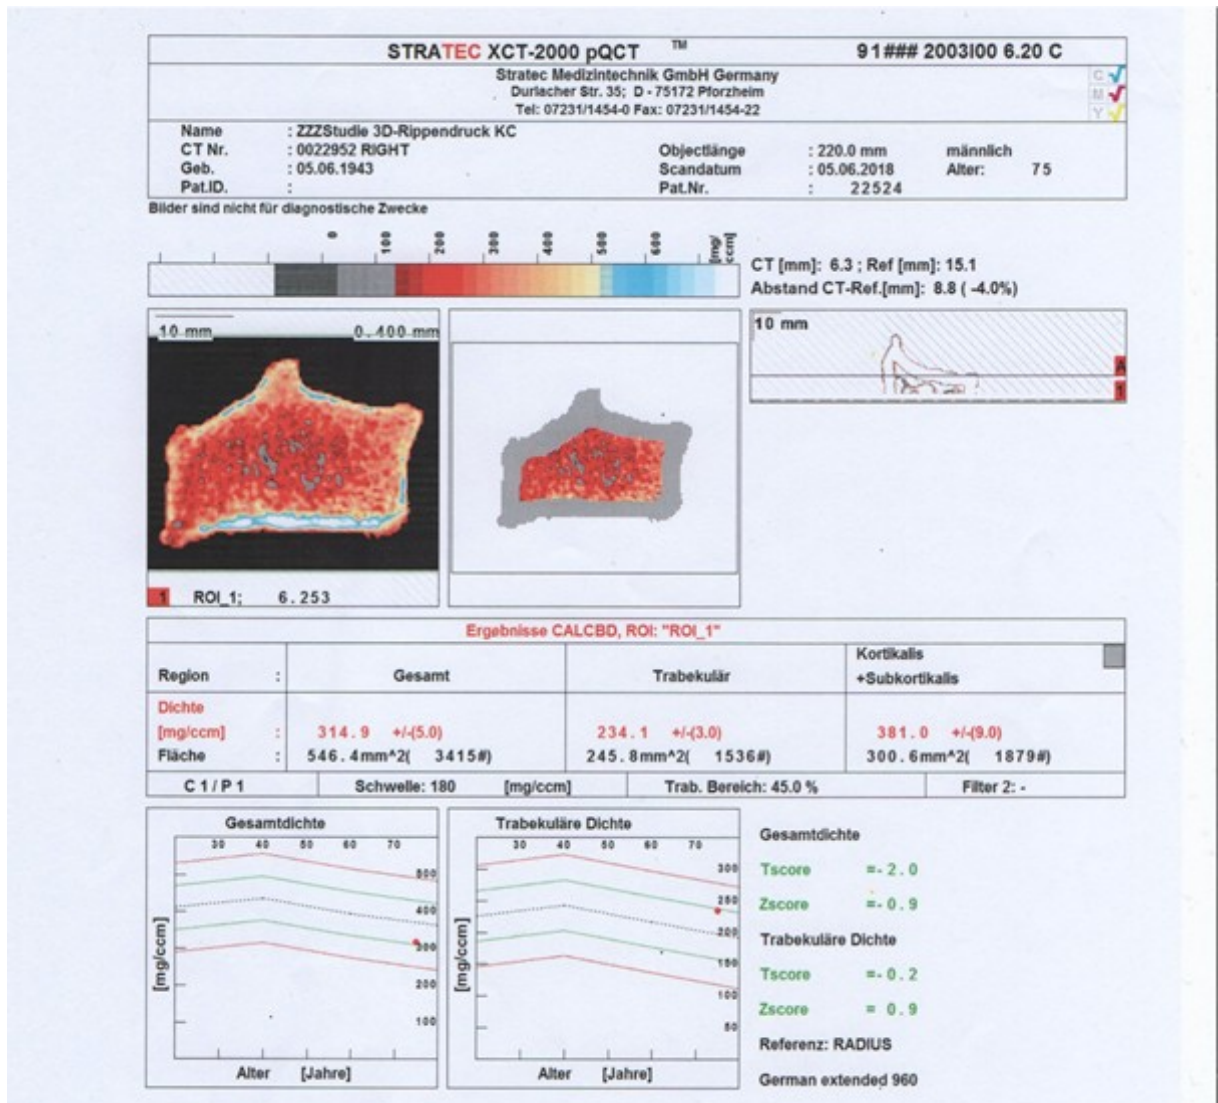 STRATEC XCT-2000 pQCT TM 91### 2003I00 6.20 C
Stratec Medizintechnik GmbH Germany
Durlacher Str. 35; D - 75172 Pforzheim
Tel: 07231/1454-0 Fax: 07231/1454-22
C
M
Y
Name : ZZZStudie 3D-Rippendruck KC
CT Nr. : 0022952 RIGHT Objectlänge : 220.0 mm männlich
Geb. : 05.06.1943 Scandatum : 05.06.2018 Alter: 75
Pat.ID. : Pat.Nr. : 22524
Bilder sind nicht für diagnostische Zwecke
0 100 200 300 400 500 600 [mg/ccm]
CT [mm]: 6.3 ; Ref [mm]: 15.1
Abstand CT-Ref.[mm]: 8.8 ( -4.0%)
10 mm 0.400 mm
10 mm
A
1
1 ROI_1; 6.253
Ergebnisse CALCBD, ROI: "ROI_1"
Region : Gesamt Trabekulär Kortikalis
+Subkortikalis
Dichte
[mg/ccm] : 314.9 +/-(5.0) 234.1 +/-(3.0) 381.0 +/-(9.0)
Fläche : 546.4mm^2( 3415#) 245.8mm^2( 1536#) 300.6mm^2( 1879#)
C 1 / P 1 Schwelle: 180 [mg/ccm] Trab. Bereich: 45.0 % Filter 2: -
Gesamtdichte
30 40 50 60 70
500
400
300
200
100
[mg/ccm]
Alter [Jahre]
Trabekuläre Dichte
30 40 50 60 70
300
250
200
150
100
50
[mg/ccm]
Alter [Jahre]
Gesamtdichte
Tscore =- 2.0
Zscore =- 0.9
Trabekuläre Dichte
Tscore =- 0.2
Zscore = 0.9
Referenz: RADIUS
German extended 960